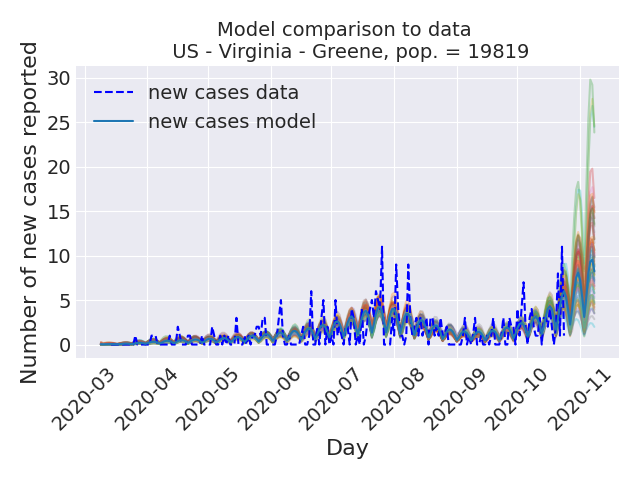 Model comparison to data
US - Virginia - Greene, pop. = 19819
Number of new cases reported
30
25
20
15
10
5
0
new cases data
new cases model
2020-03
2020-04
2020-05
2020-06
2020-07
2020-08
2020-09
2020-10
2020-11
Day